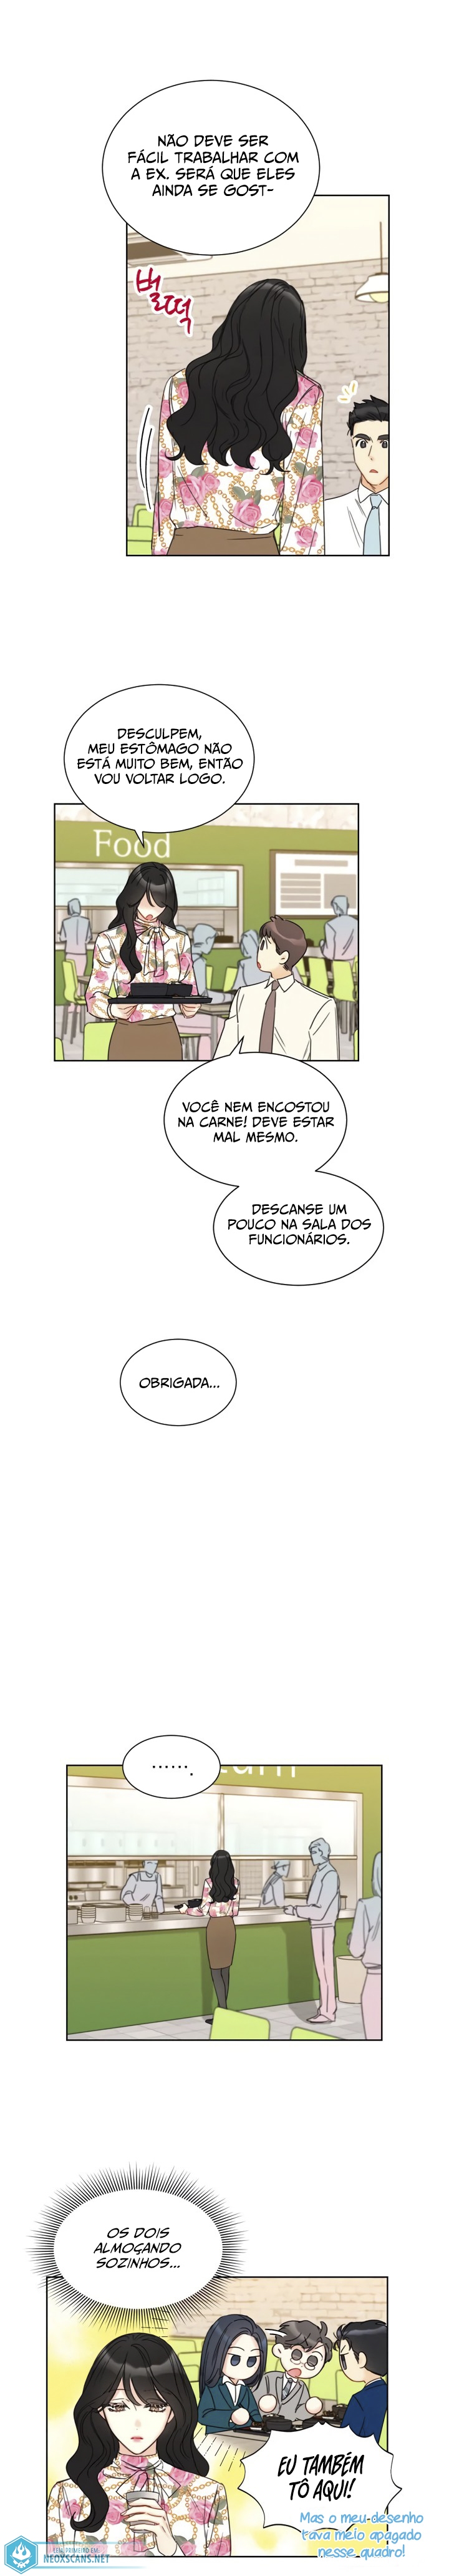 NÃO DEVE SER
FÁCIL TRABALHAR COM
A EX. SERÁ QUE ELES
AINDA SE GOST-
벌떡
DESCULPEM,
MEU ESTÔMAGO NÃO
ESTÁ MUITO BEM, ENTÃO
VOU VOLTAR LOGO.
Food
VOCÊ NEM ENCOSTOU
NA CARNE! DEVE ESTAR
MAL MESMO.
DESCANSE UM
POUCO NA SALA DOS
FUNCIONÁRIOS.
OBRIGADA...
.......
OS DOIS
ALMOÇANDO
SOZINHOS...
EU TAMBÉM
TÔ AQUI!
Mas o meu desenho
tava meio apagado
nesse quadro!
LEIA PRIMEIRO EM
NEOXSCANS.NET